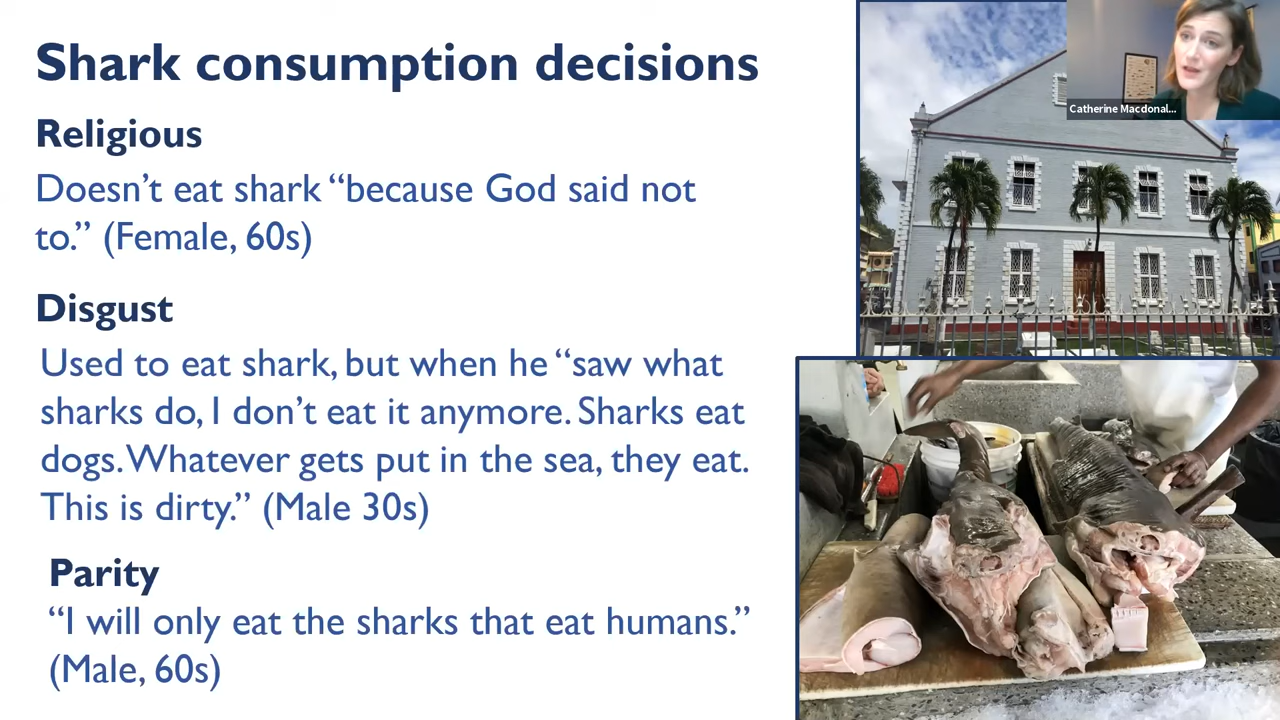 Shark consumption decisions
Religious
Doesn’t eat shark “because God said not
to.” (Female, 60s)
Disgust
Used to eat shark, but when he “saw what
sharks do, I don’t eat it anymore. Sharks eat
dogs. Whatever gets put in the sea, they eat.
This is dirty.” (Male 30s)
Parity
“I will only eat the sharks that eat humans.”
(Male, 60s)
Catherine Macdonal...